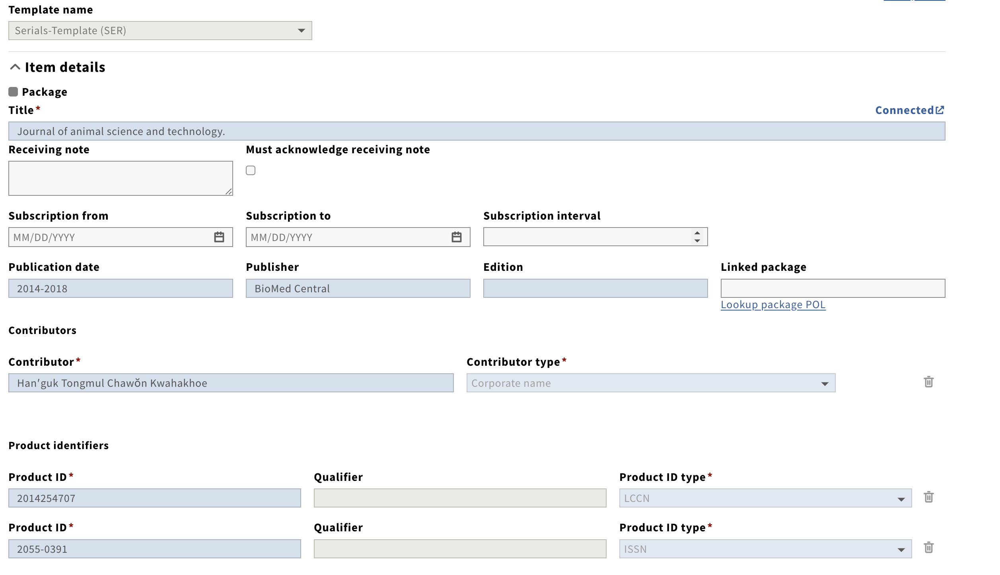 Template name
Serials-Template (SER)
Item details
Package
Title* Connected
Journal of animal science and technology.
Receiving note Must acknowledge receiving note
Subscription from Subscription to Subscription interval
MM/DD/YYYY MM/DD/YYYY
Publication date Publisher Edition Linked package
2014-2018 BioMed Central
Lookup package POL
Contributors
Contributor* Contributor type*
Hanʹguk Tongmul Chawŏn Kwahakhoe Corporate name
Product identifiers
Product ID* Qualifier Product ID type*
2014254707 LCCN
Product ID* Qualifier Product ID type*
2055-0391 ISSN